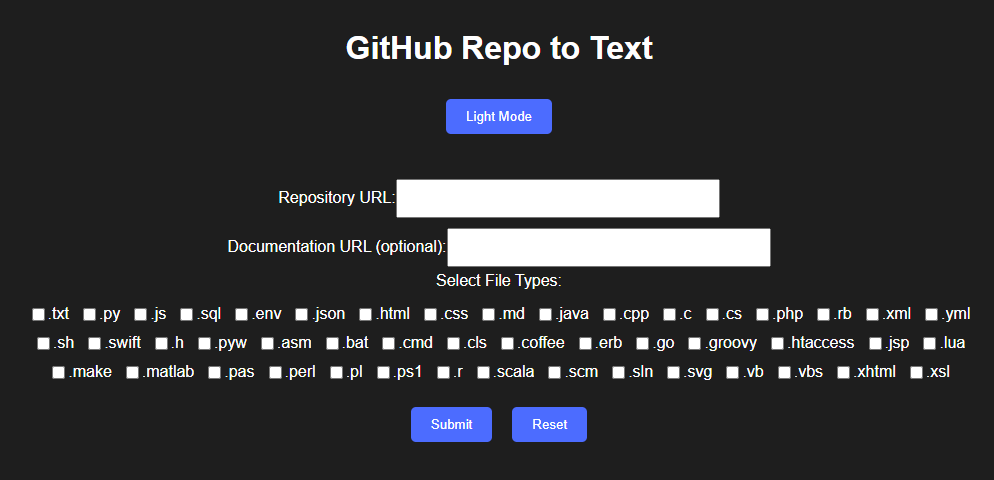 GitHub Repo to Text
Light Mode
Repository URL:
Documentation URL (optional):
Select File Types:
.txt .py .js .sql .env .json .html .css .md .java .cpp .c .cs .php .rb .xml .yml
.sh .swift .h .pyw .asm .bat .cmd .cls .coffee .erb .go .groovy .htaccess .jsp .lua
.make .matlab .pas .perl .pl .ps1 .r .scala .scm .sln .svg .vb .vbs .xhtml .xsl
Submit Reset